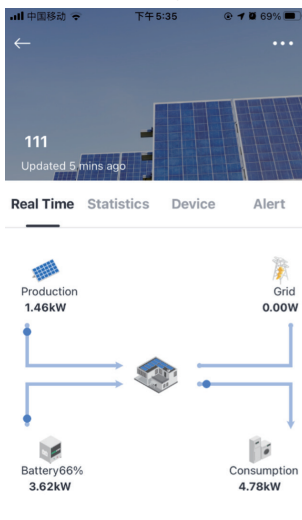 中国移动 下午5:35 69%
111
Updated 5 mins ago
Real Time Statistics Device Alert
Production
1.46kW
Grid
0.00W
Battery66%
3.62kW
Consumption
4.78kW